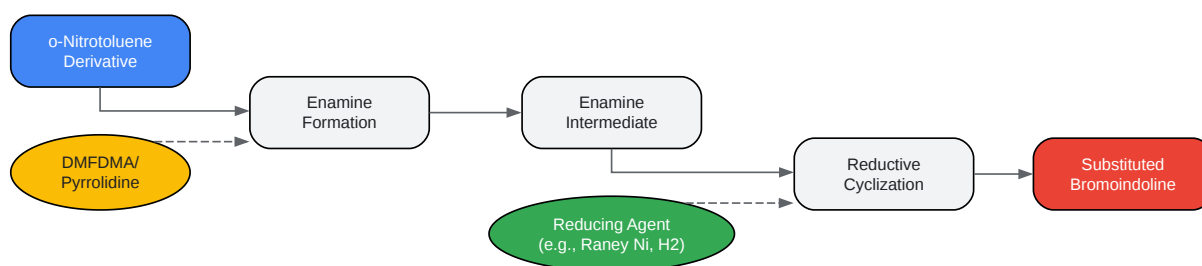 o-Nitrotoluene
Derivative
DMFDMA/
Pyrrolidine
Enamine
Formation
Enamine
Intermediate
Reducing Agent
(e.g., Raney Ni, H2)
Reductive
Cyclization
Substituted
Bromoindoline